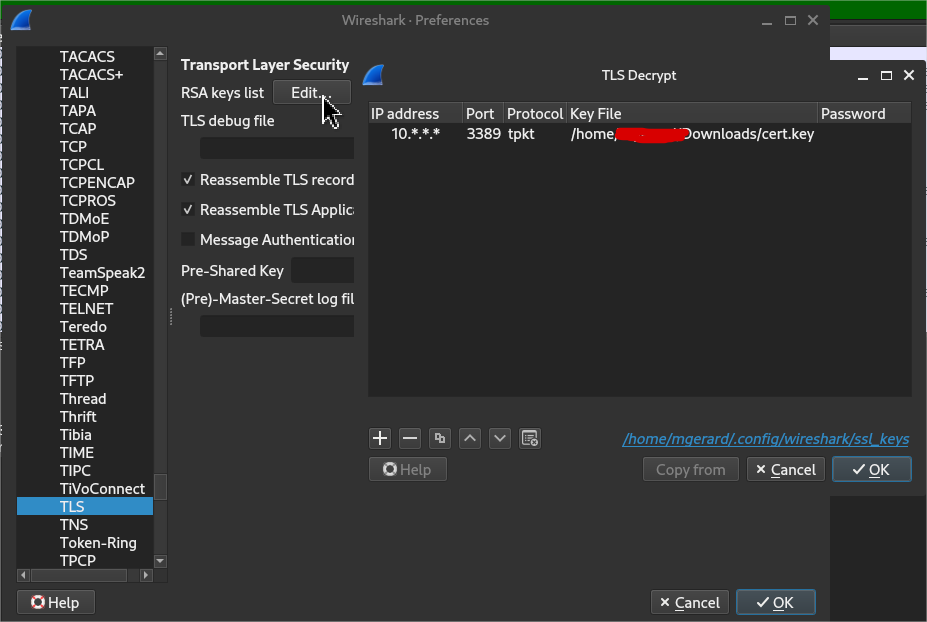 Wireshark · Preferences
TACACS
TACACS+
TALI
TAPA
TCAP
TCP
TCPCL
TCPENCAP
TCPROS
TDMoE
TDMoP
TDS
TeamSpeak2
TECMP
TELNET
Teredo
TETRA
TFP
TFTP
Thread
Thrift
Tibia
TIME
TIPC
TiVoConnect
TLS
TNS
Token-Ring
TPCP
Transport Layer Security
RSA keys list Edit...
TLS debug file
Reassemble TLS record
Reassemble TLS Applica
Message Authentication
Pre-Shared Key
(Pre)-Master-Secret log fil
TLS Decrypt
IP address Port Protocol Key File Password
10.*.*.* 3389 tpkt /home/ /Downloads/cert.key
/home/mgerard/.config/wireshark/ssl_keys
Help Copy from Cancel OK
Help Cancel OK